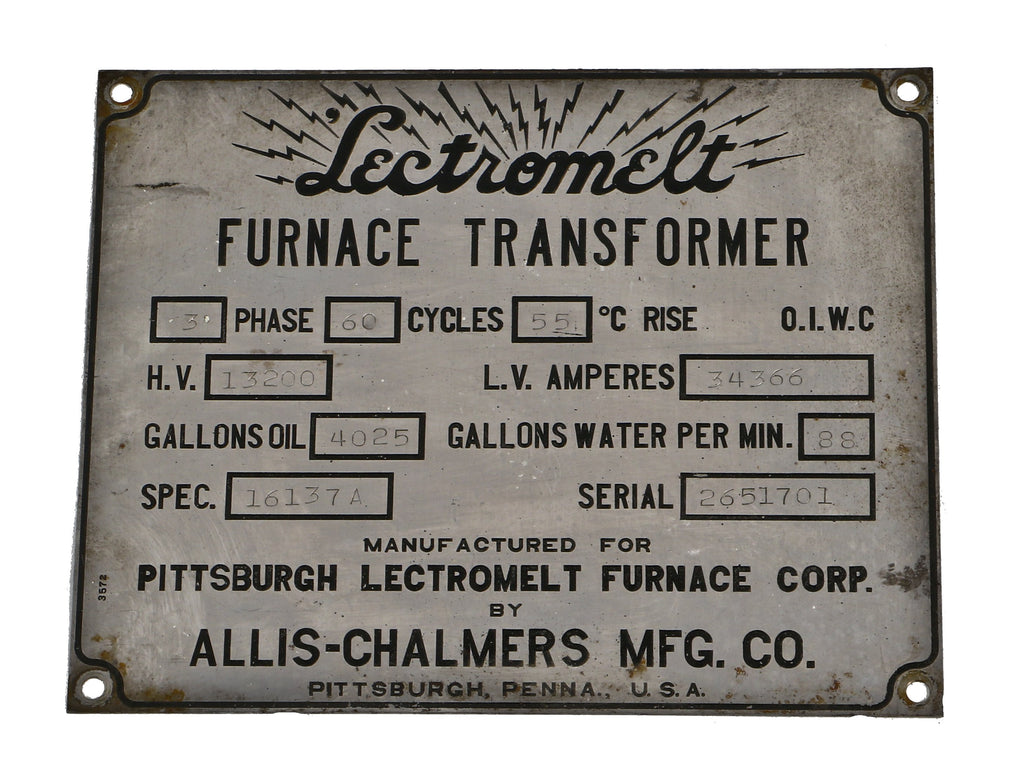 'Lectromelt
FURNACE TRANSFORMER
3 PHASE 60 CYCLES 55 °C RISE O.I.W.C
H.V. 13200 L.V. AMPERES 34366
GALLONS OIL 4025 GALLONS WATER PER MIN. 88
SPEC. 16137A SERIAL 2651701
MANUFACTURED FOR
PITTSBURGH LECTROMELT FURNACE CORP.
3572
BY
ALLIS-CHALMERS MFG. CO.
PITTSBURGH, PENNA., U.S.A.